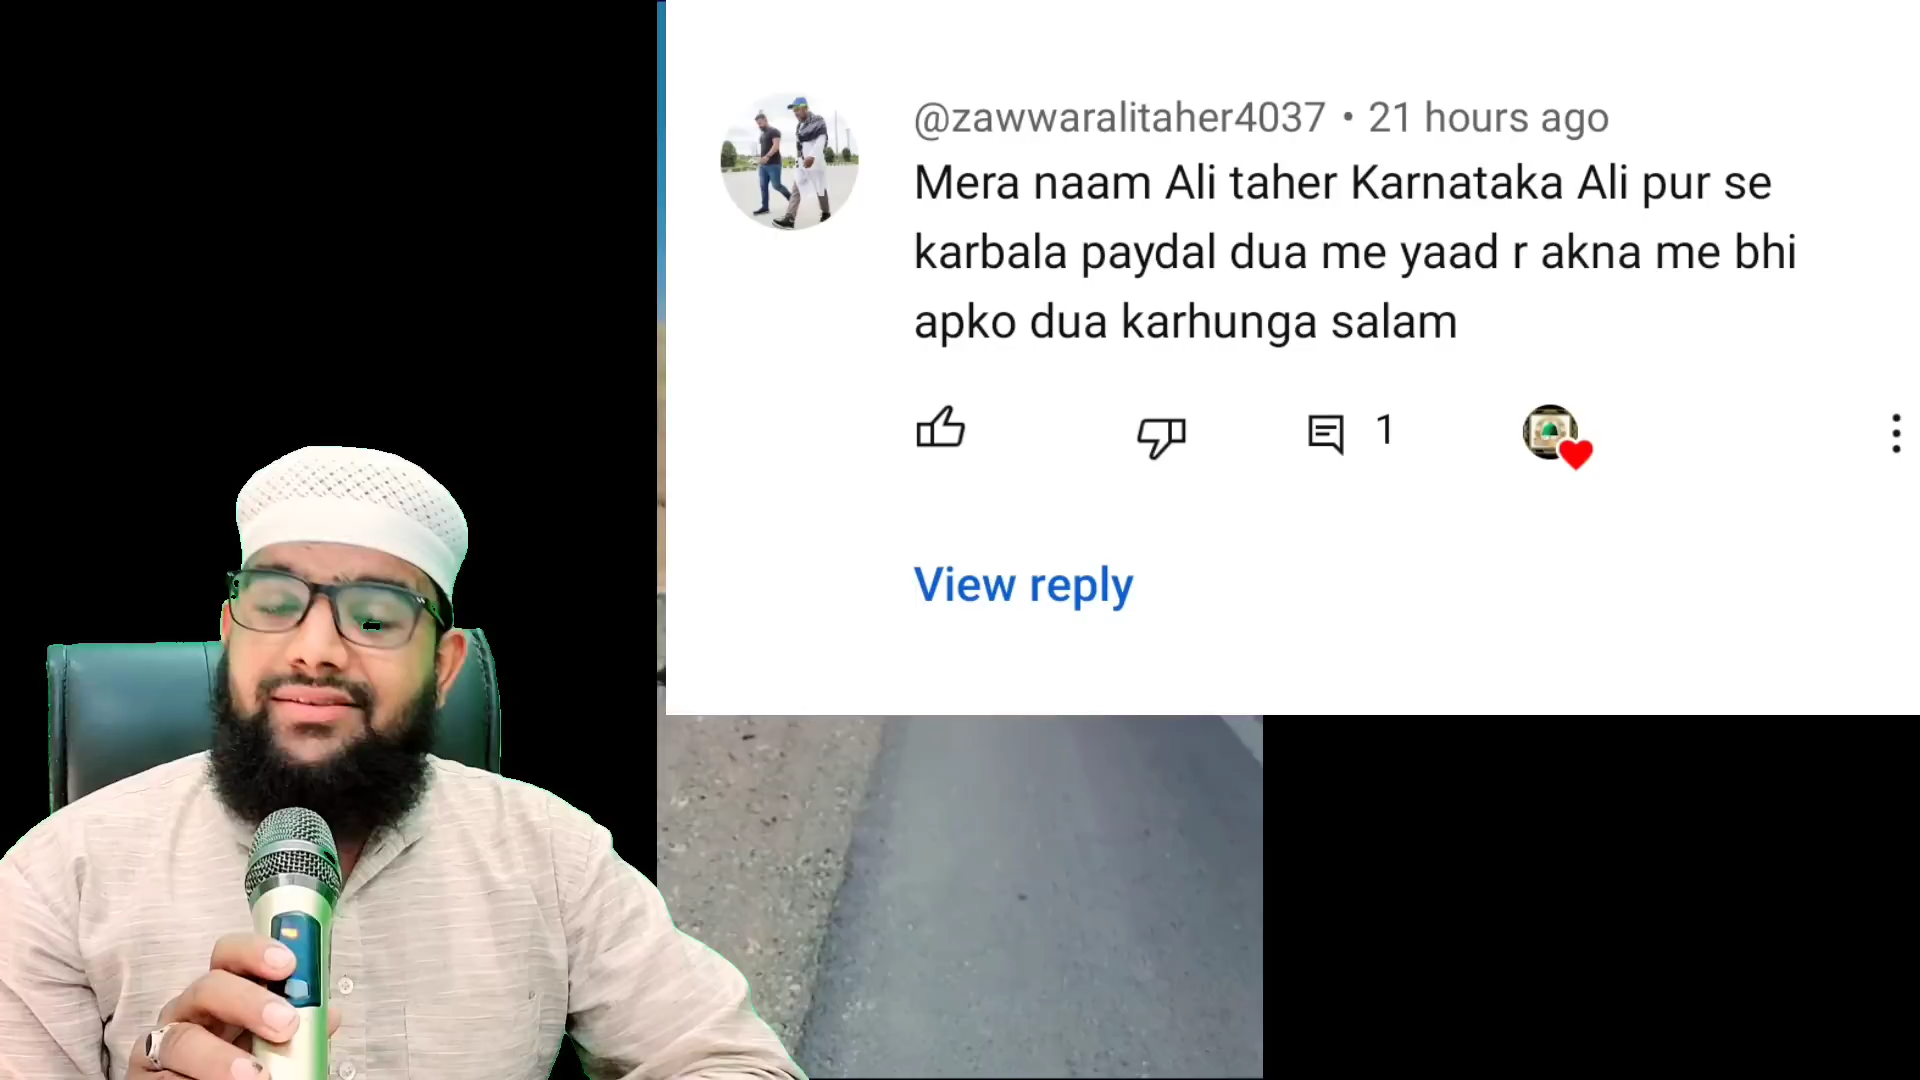 @zawwaralitaher4037 • 21 hours ago
Mera naam Ali taher Karnataka Ali pur se
karbala paydal dua me yaad r akna me bhi
apko dua karhunga salam
1
View reply